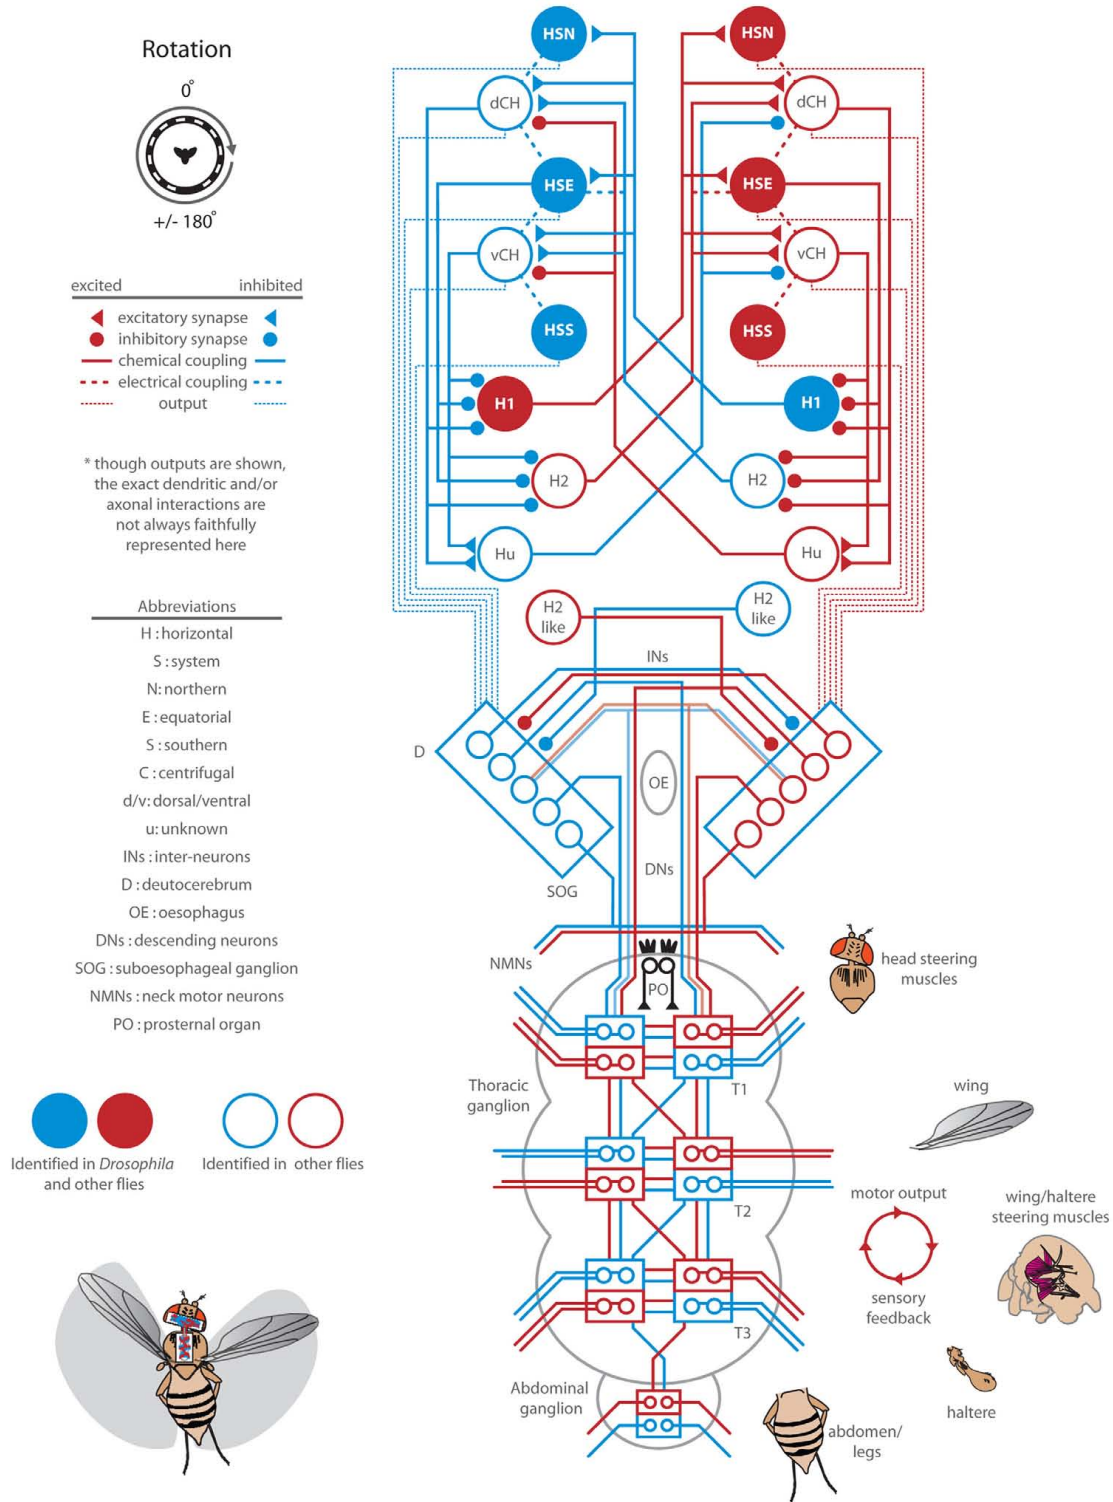 Rotation
0°
+/- 180°
excited inhibited
excitatory synapse
inhibitory synapse
chemical coupling
electrical coupling
output
* though outputs are shown,
the exact dendritic and/or
axonal interactions are
not always faithfully
represented here
Abbreviations
H : horizontal
S : system
N: northern
E : equatorial
S : southern
C : centrifugal
d/v: dorsal/ventral
u: unknown
INs : inter-neurons
D : deutocerebrum
OE : oesophagus
DNs : descending neurons
SOG : suboesophageal ganglion
NMNs : neck motor neurons
PO : prosternal organ
Identified in Drosophila
and other flies
Identified in other flies
HSN
HSN
dCH
dCH
HSE
HSE
vCH
vCH
HSS
HSS
H1
H1
H2
H2
Hu
Hu
H2
like
H2
like
INs
D
OE
DNs
SOG
NMNs
PO
head steering
muscles
Thoracic
ganglion
T1
wing
T2
motor output
wing/haltere
steering muscles
sensory
feedback
T3
Abdominal
ganglion
haltere
abdomen/
legs